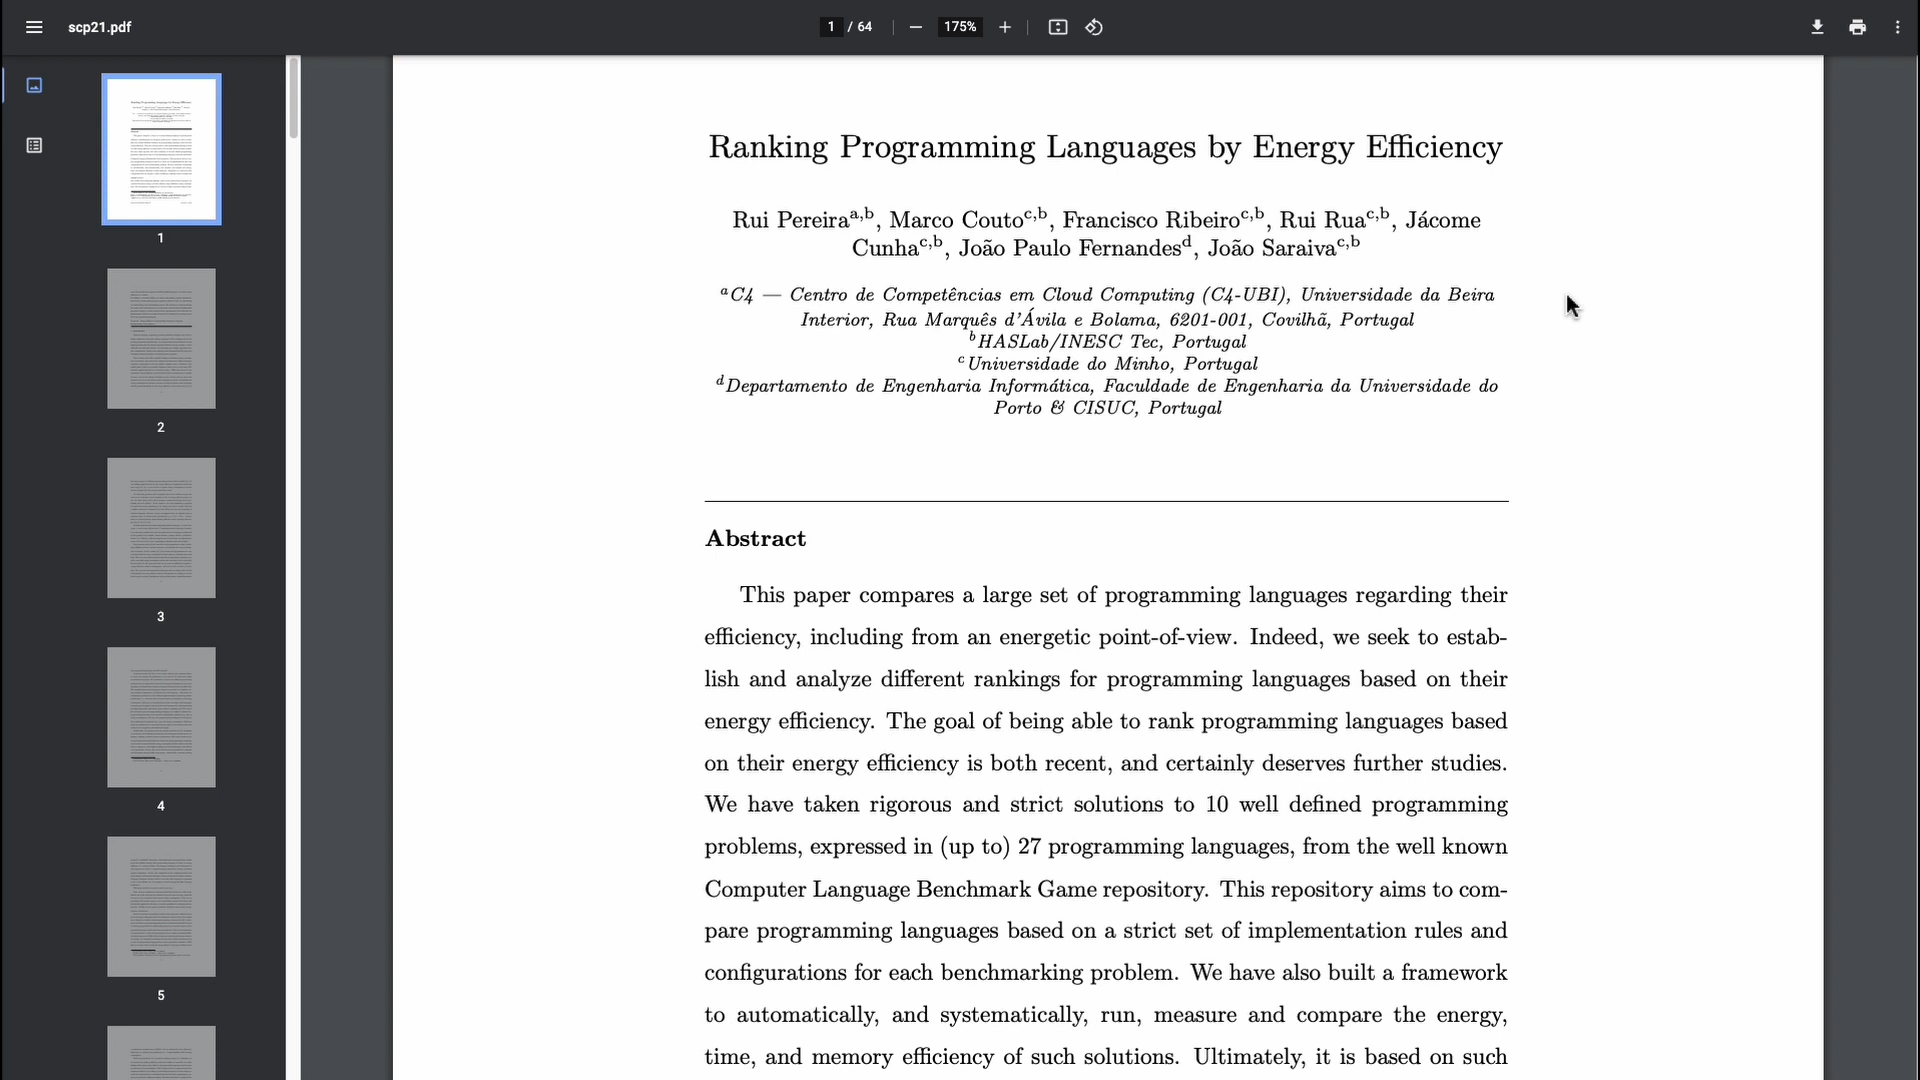 scp21.pdf
1 / 64
175%
1
2
3
4
5
Ranking Programming Languages by Energy Efficiency
Rui Pereiraa,b, Marco Coutoc,b, Francisco Ribeiroc,b, Rui Ruac,b, Jácome
Cunhac,b, João Paulo Fernandesd, João Saraivac,b
aC4 — Centro de Competências em Cloud Computing (C4-UBI), Universidade da Beira
Interior, Rua Marquês d'Ávila e Bolama, 6201-001, Covilhã, Portugal
bHASLab/INESC Tec, Portugal
cUniversidade do Minho, Portugal
dDepartamento de Engenharia Informática, Faculdade de Engenharia da Universidade do
Porto & CISUC, Portugal
Abstract
This paper compares a large set of programming languages regarding their
efficiency, including from an energetic point-of-view. Indeed, we seek to estab-
lish and analyze different rankings for programming languages based on their
energy efficiency. The goal of being able to rank programming languages based
on their energy efficiency is both recent, and certainly deserves further studies.
We have taken rigorous and strict solutions to 10 well defined programming
problems, expressed in (up to) 27 programming languages, from the well known
Computer Language Benchmark Game repository. This repository aims to com-
pare programming languages based on a strict set of implementation rules and
configurations for each benchmarking problem. We have also built a framework
to automatically, and systematically, run, measure and compare the energy,
time, and memory efficiency of such solutions. Ultimately, it is based on such